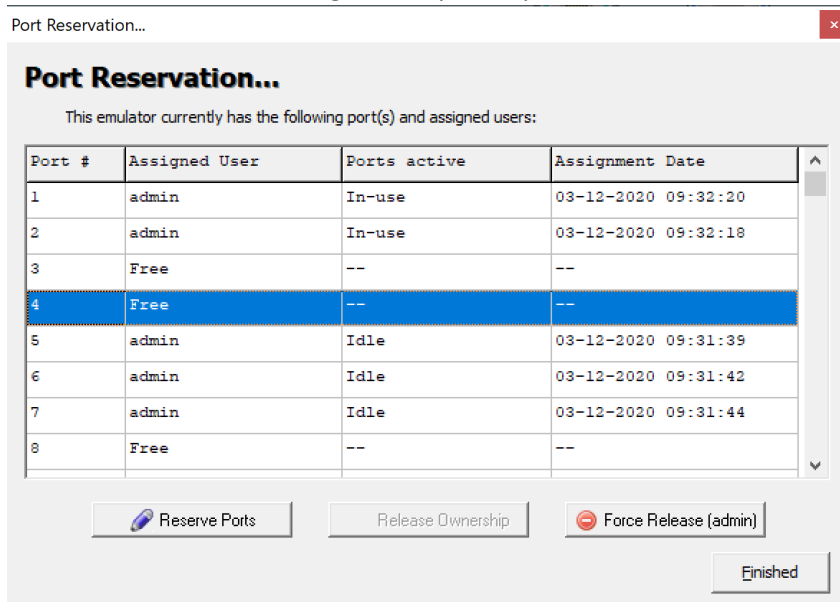 Port Reservation...
Port Reservation...
This emulator currently has the following port(s) and assigned users:
Port # Assigned User Ports active Assignment Date
1 admin In-use 03-12-2020 09:32:20
2 admin In-use 03-12-2020 09:32:18
3 Free -- --
4 Free -- --
5 admin Idle 03-12-2020 09:31:39
6 admin Idle 03-12-2020 09:31:42
7 admin Idle 03-12-2020 09:31:44
8 Free -- --
Reserve Ports Release Ownership Force Release (admin)
Finished